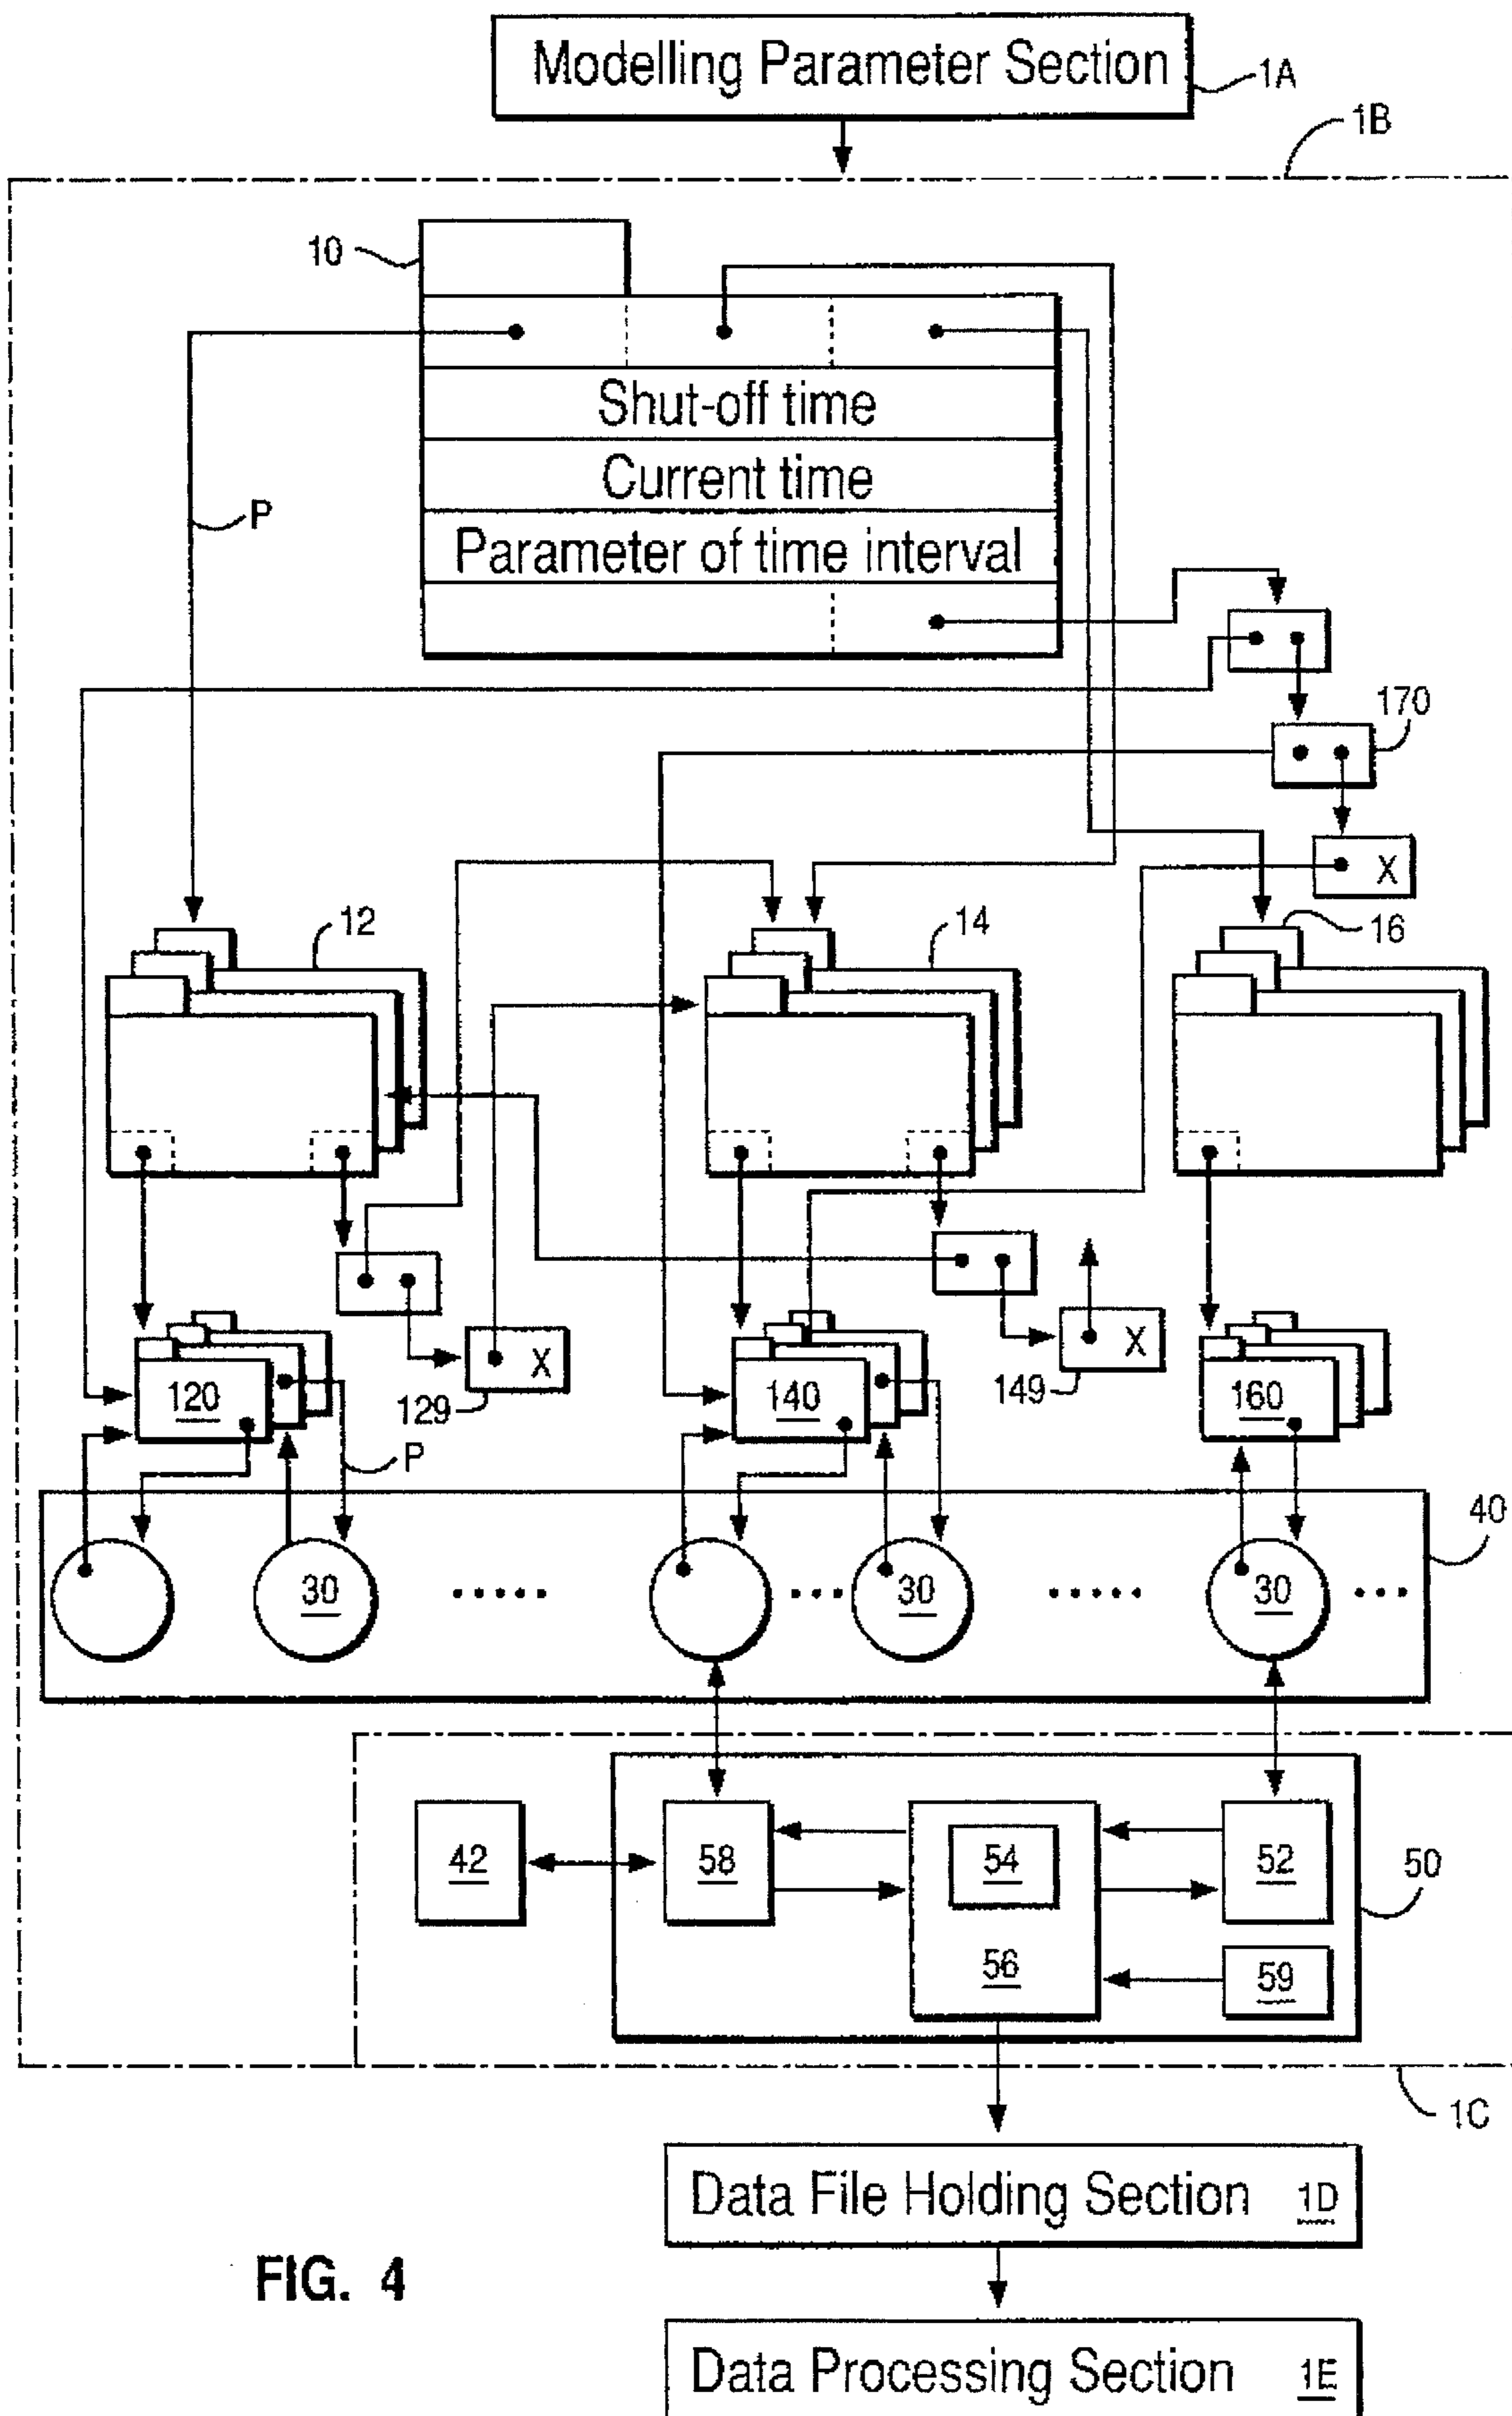 Modelling Parameter Section
1A
1B
10
Shut-off time
Current time
P
Parameter of time interval
170
X
12
14
16
120
X
129
140
X
149
160
P
40
30
30
30
42
58
54
52
50
56
59
1C
Data File Holding Section 1D
FIG. 4
Data Processing Section 1E